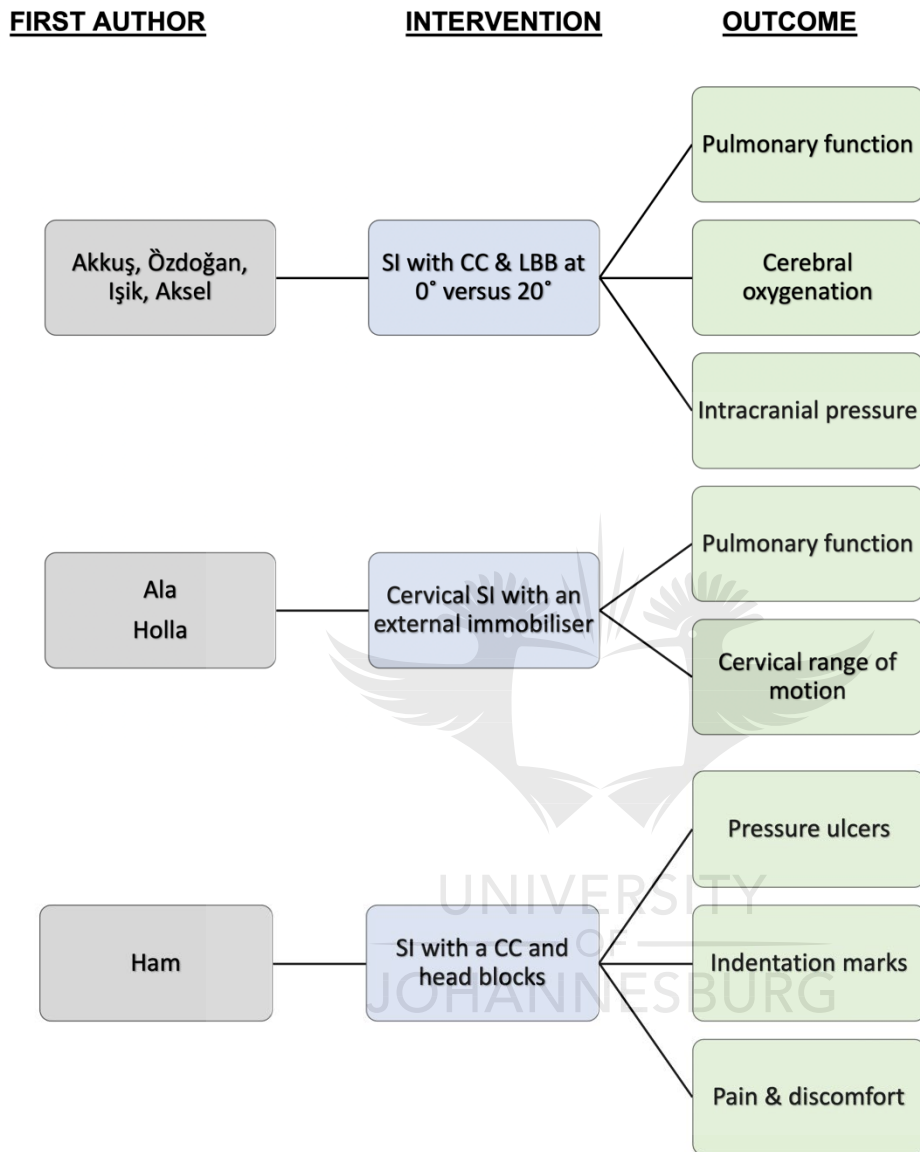 FIRST AUTHOR
INTERVENTION
OUTCOME
Akkuş, Özdoğan,
Işik, Aksel
SI with CC & LBB at
0˚ versus 20˚
Pulmonary function
Cerebral
oxygenation
Intracranial pressure
Ala
Holla
Cervical SI with an
external immobiliser
Pulmonary function
Cervical range of
motion
Ham
SI with a CC and
head blocks
Pressure ulcers
Indentation marks
Pain & discomfort
UNIVERSITY
OF
JOHANNESBURG